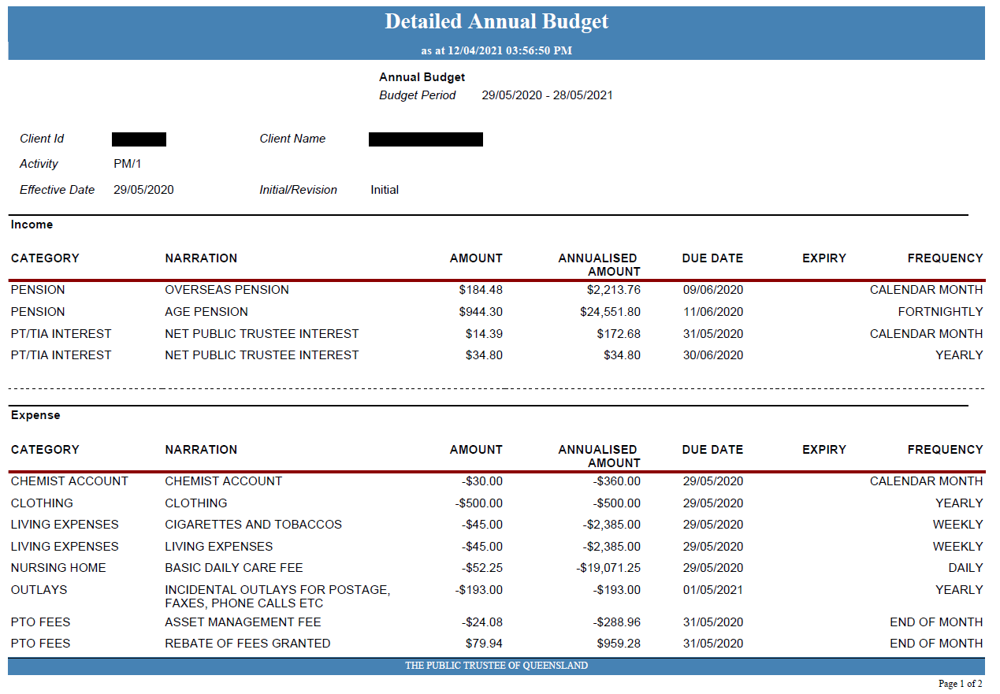 Detailed Annual Budget
as at 12/04/2021 03:56:50 PM
Annual Budget
Budget Period 29/05/2020 - 28/05/2021
Client Id Client Name
Activity PM/1
Effective Date 29/05/2020 Initial/Revision Initial
Income
CATEGORY NARRATION AMOUNT ANNUALISED AMOUNT DUE DATE EXPIRY FREQUENCY
PENSION OVERSEAS PENSION $184.48 $2,213.76 09/06/2020 CALENDAR MONTH
PENSION AGE PENSION $944.30 $24,551.80 11/06/2020 FORTNIGHTLY
PT/TIA INTEREST NET PUBLIC TRUSTEE INTEREST $14.39 $172.68 31/05/2020 CALENDAR MONTH
PT/TIA INTEREST NET PUBLIC TRUSTEE INTEREST $34.80 $34.80 30/06/2020 YEARLY
Expense
CATEGORY NARRATION AMOUNT ANNUALISED AMOUNT DUE DATE EXPIRY FREQUENCY
CHEMIST ACCOUNT CHEMIST ACCOUNT -$30.00 -$360.00 29/05/2020 CALENDAR MONTH
CLOTHING CLOTHING -$500.00 -$500.00 29/05/2020 YEARLY
LIVING EXPENSES CIGARETTES AND TOBACCOS -$45.00 -$2,385.00 29/05/2020 WEEKLY
LIVING EXPENSES LIVING EXPENSES -$45.00 -$2,385.00 29/05/2020 WEEKLY
NURSING HOME BASIC DAILY CARE FEE -$52.25 -$19,071.25 29/05/2020 DAILY
OUTLAYS INCIDENTAL OUTLAYS FOR POSTAGE, -$193.00 -$193.00 01/05/2021 YEARLY
FAXES, PHONE CALLS ETC
PTO FEES ASSET MANAGEMENT FEE -$24.08 -$288.96 31/05/2020 END OF MONTH
PTO FEES REBATE OF FEES GRANTED $79.94 $959.28 31/05/2020 END OF MONTH
THE PUBLIC TRUSTEE OF QUEENSLAND
Page 1 of 2